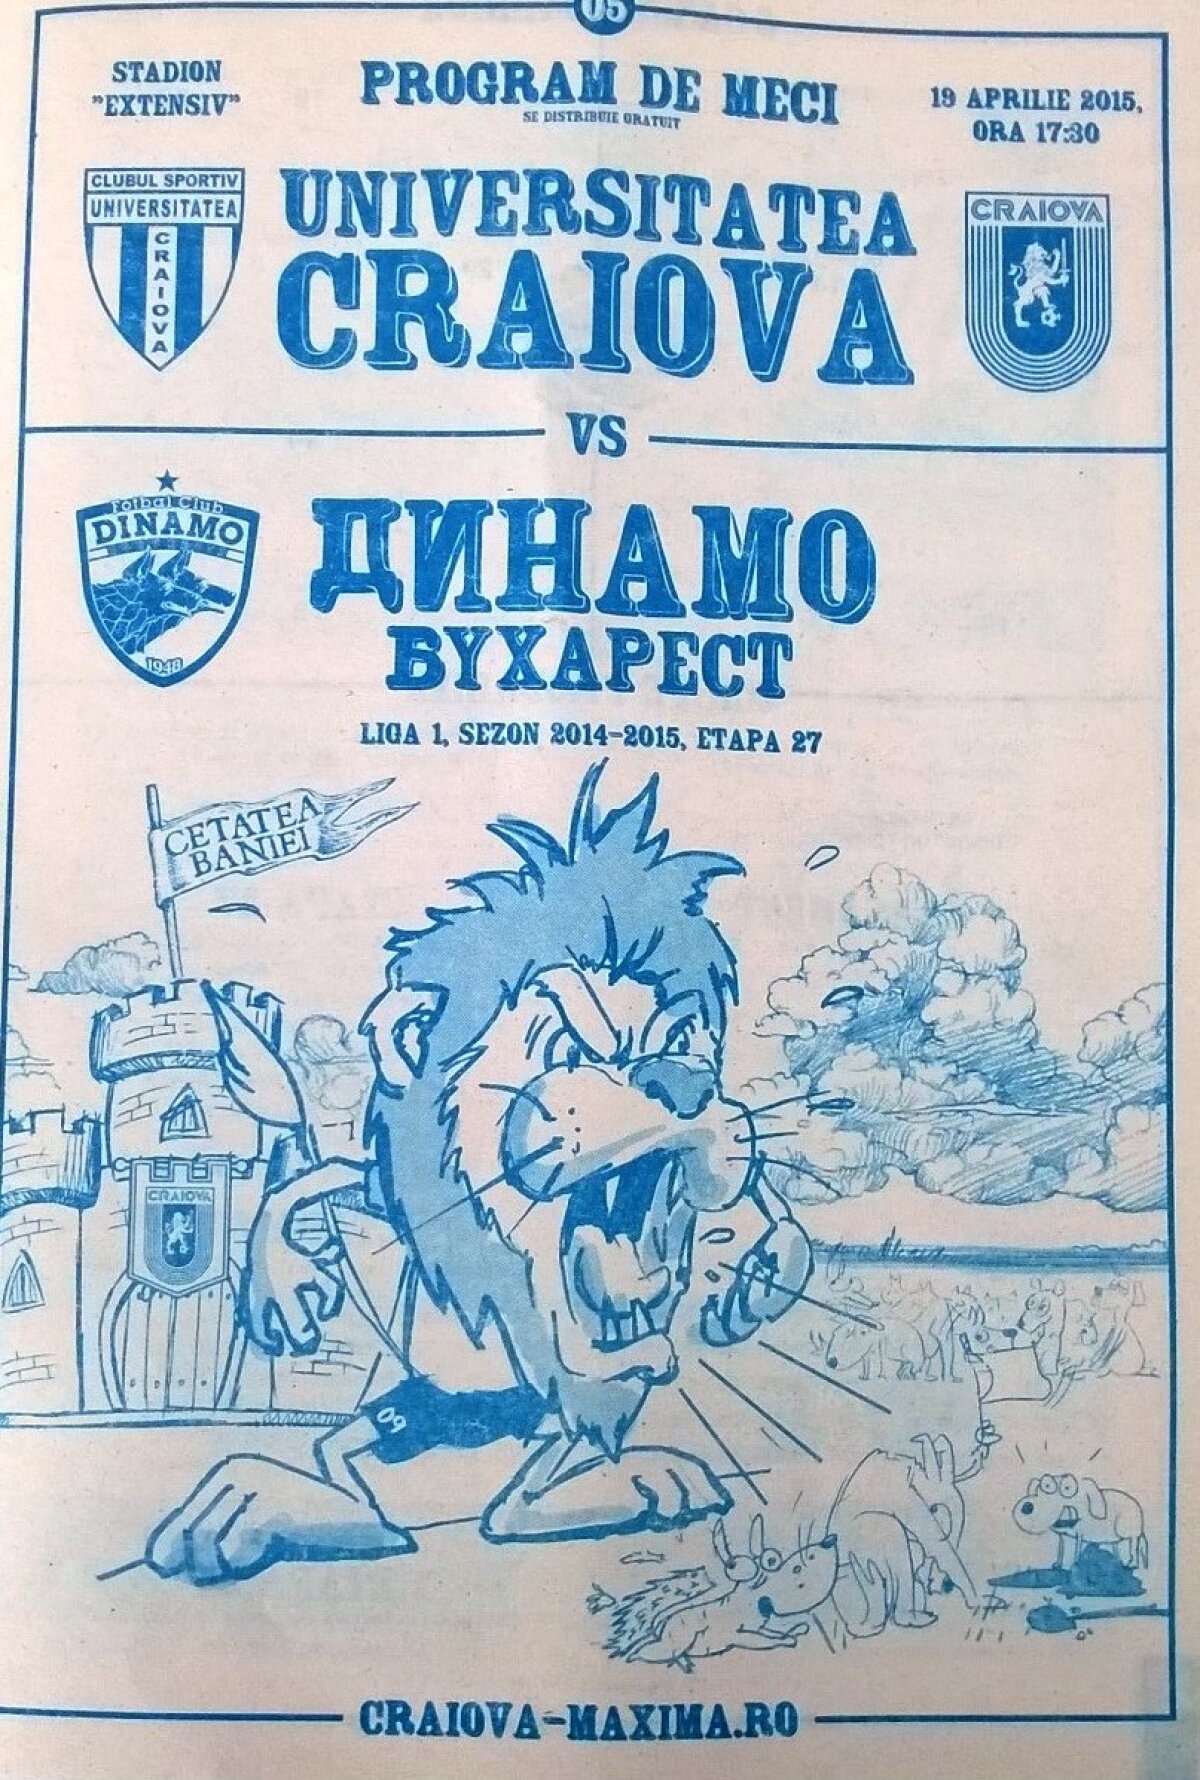 05
STADION
"EXTENSIV"
PROGRAM DE MECI
SE DISTRIBUIE GRATUIT
19 APRILIE 2015,
ORA 17:30
CLUBUL SPORTIV
UNIVERSITATEA
CRAIOVA
UNIVERSITATEA
CRAIOVA
CRAIOVA
VS
Fotbal Club
DINAMO
1948
ДИНАМО
БУХАРЕСТ
LIGA 1, SEZON 2014-2015, ETAPA 27
CETATEA
BANIEI
CRAIOVA
09
CRAIOVA-MAXIMA.RO